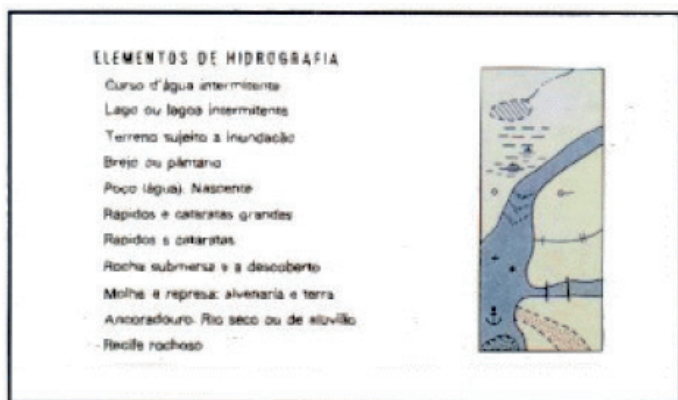 ELEMENTOS DE HIDROGRAFIA
Curso d'água intermitente
Lago ou lagoa intermitente
Terreno sujeito a inundação
Brejo ou pântano
Poço (água). Nascente
Rápidos e cataratas grandes
Rápidos e cataratas
Rocha submersa e a descoberto
Molhe e represa: alvenaria e terra
Ancoradouro. Rio seco ou de aluvião
Recife rochoso